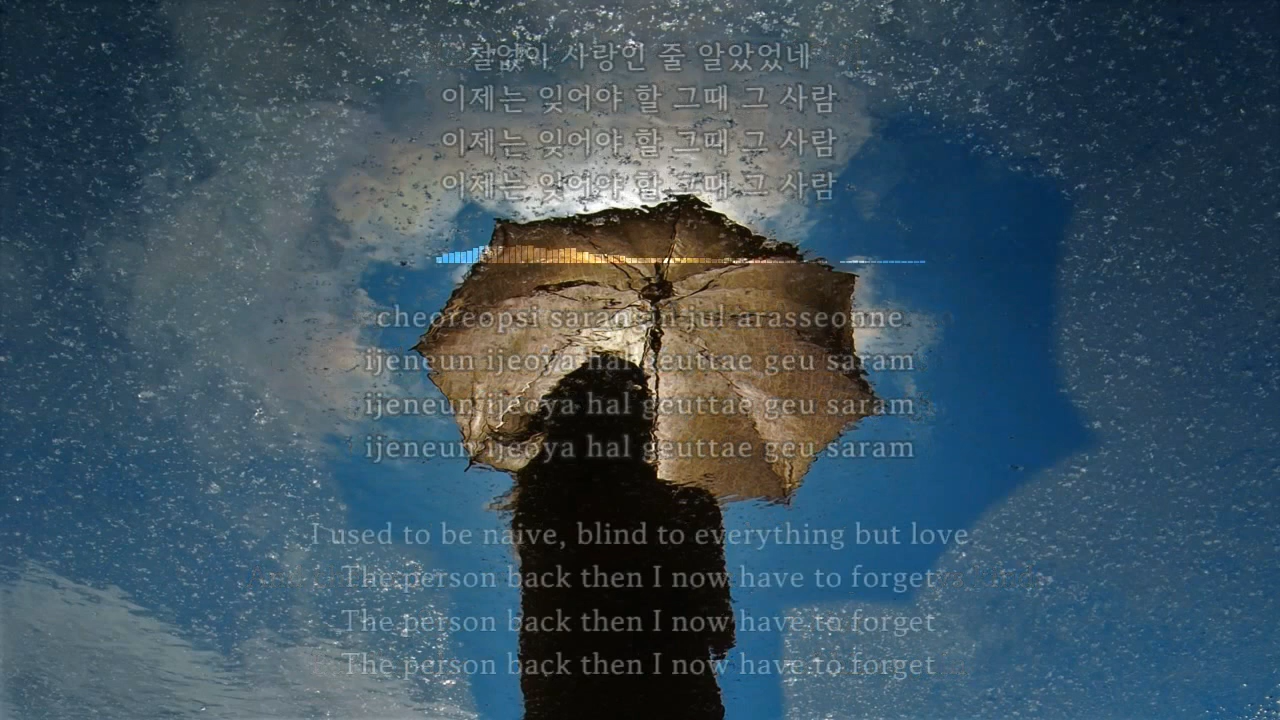 철없이 사랑인 줄 알았었네
이제는 잊어야 할 그때 그 사람
이제는 잊어야 할 그때 그 사람
이제는 잊어야 할 그때 그 사람
cheoreopsi sarangin jul arasseonne
ijeneun ijeoya hal geuttae geu saram
ijeneun ijeoya hal geuttae geu saram
ijeneun ijeoya hal geuttae geu saram
I used to be naive, blind to everything but love
The person back then I now have to forget
The person back then I now have to forget
The person back then I now have to forget